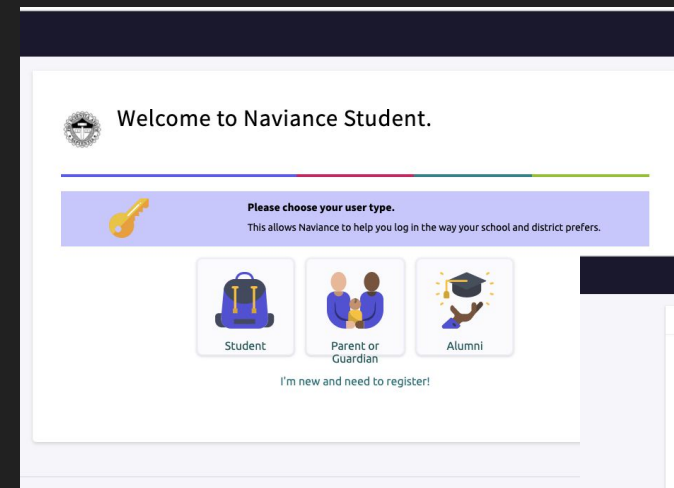 Welcome to Naviance Student.
Please choose your user type.
This allows Naviance to help you log in the way your school and district prefers.
Student
Parent or
Guardian
Alumni
I'm new and need to register!